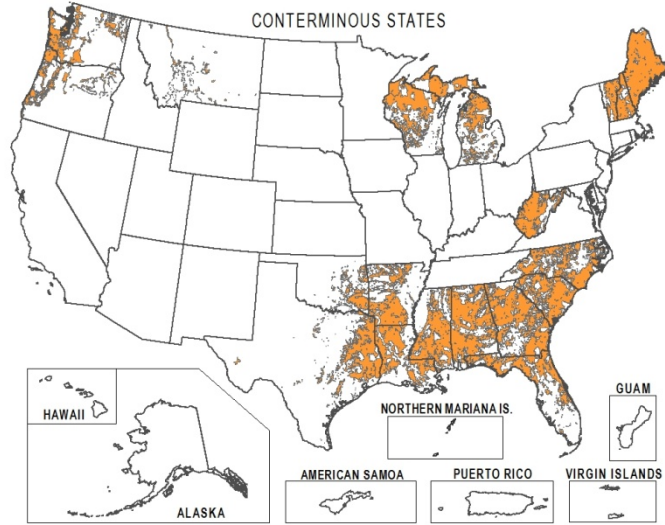 CONTERMINOUS STATES
GUAM
HAWAII
NORTHERN MARIANA IS.
AMERICAN SAMOA
PUERTO RICO
VIRGIN ISLANDS
ALASKA